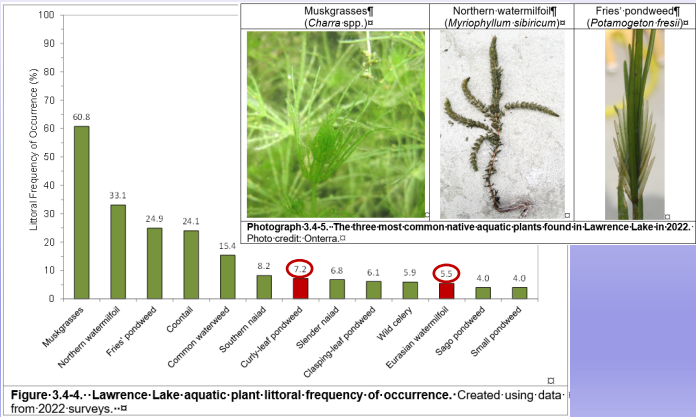 Muskgrasses¶
(Charra·spp.)¤
Northern·watermilfoil¶
(Myriophyllum·sibiricum)¤
Fries'·pondweed¶
(Potamogeton·fresii)¤
Photograph·3.4-5.··The·three·most·common·native·aquatic·plants·found·in·Lawrence·Lake·in·2022.·
Photo·credit:·Onterra.¤
Littoral Frequency of Occurrence (%)
100
90
80
70
60
50
40
30
20
10
0
60.8
33.1
24.9
24.1
15.4
8.2
7.2
6.8
6.1
5.9
5.5
4.0
4.0
Muskgrasses
Northern watermilfoil
Fries' pondweed
Coontail
Common waterweed
Southern naiad
Curly-leaf pondweed
Slender naiad
Clasping-leaf pondweed
Wild celery
Eurasian watermilfoil
Sago pondweed
Small pondweed
Figure·3.4-4.··Lawrence·Lake·aquatic·plant·littoral·frequency·of·occurrence.·Created·using·data·
from·2022·surveys.··¤